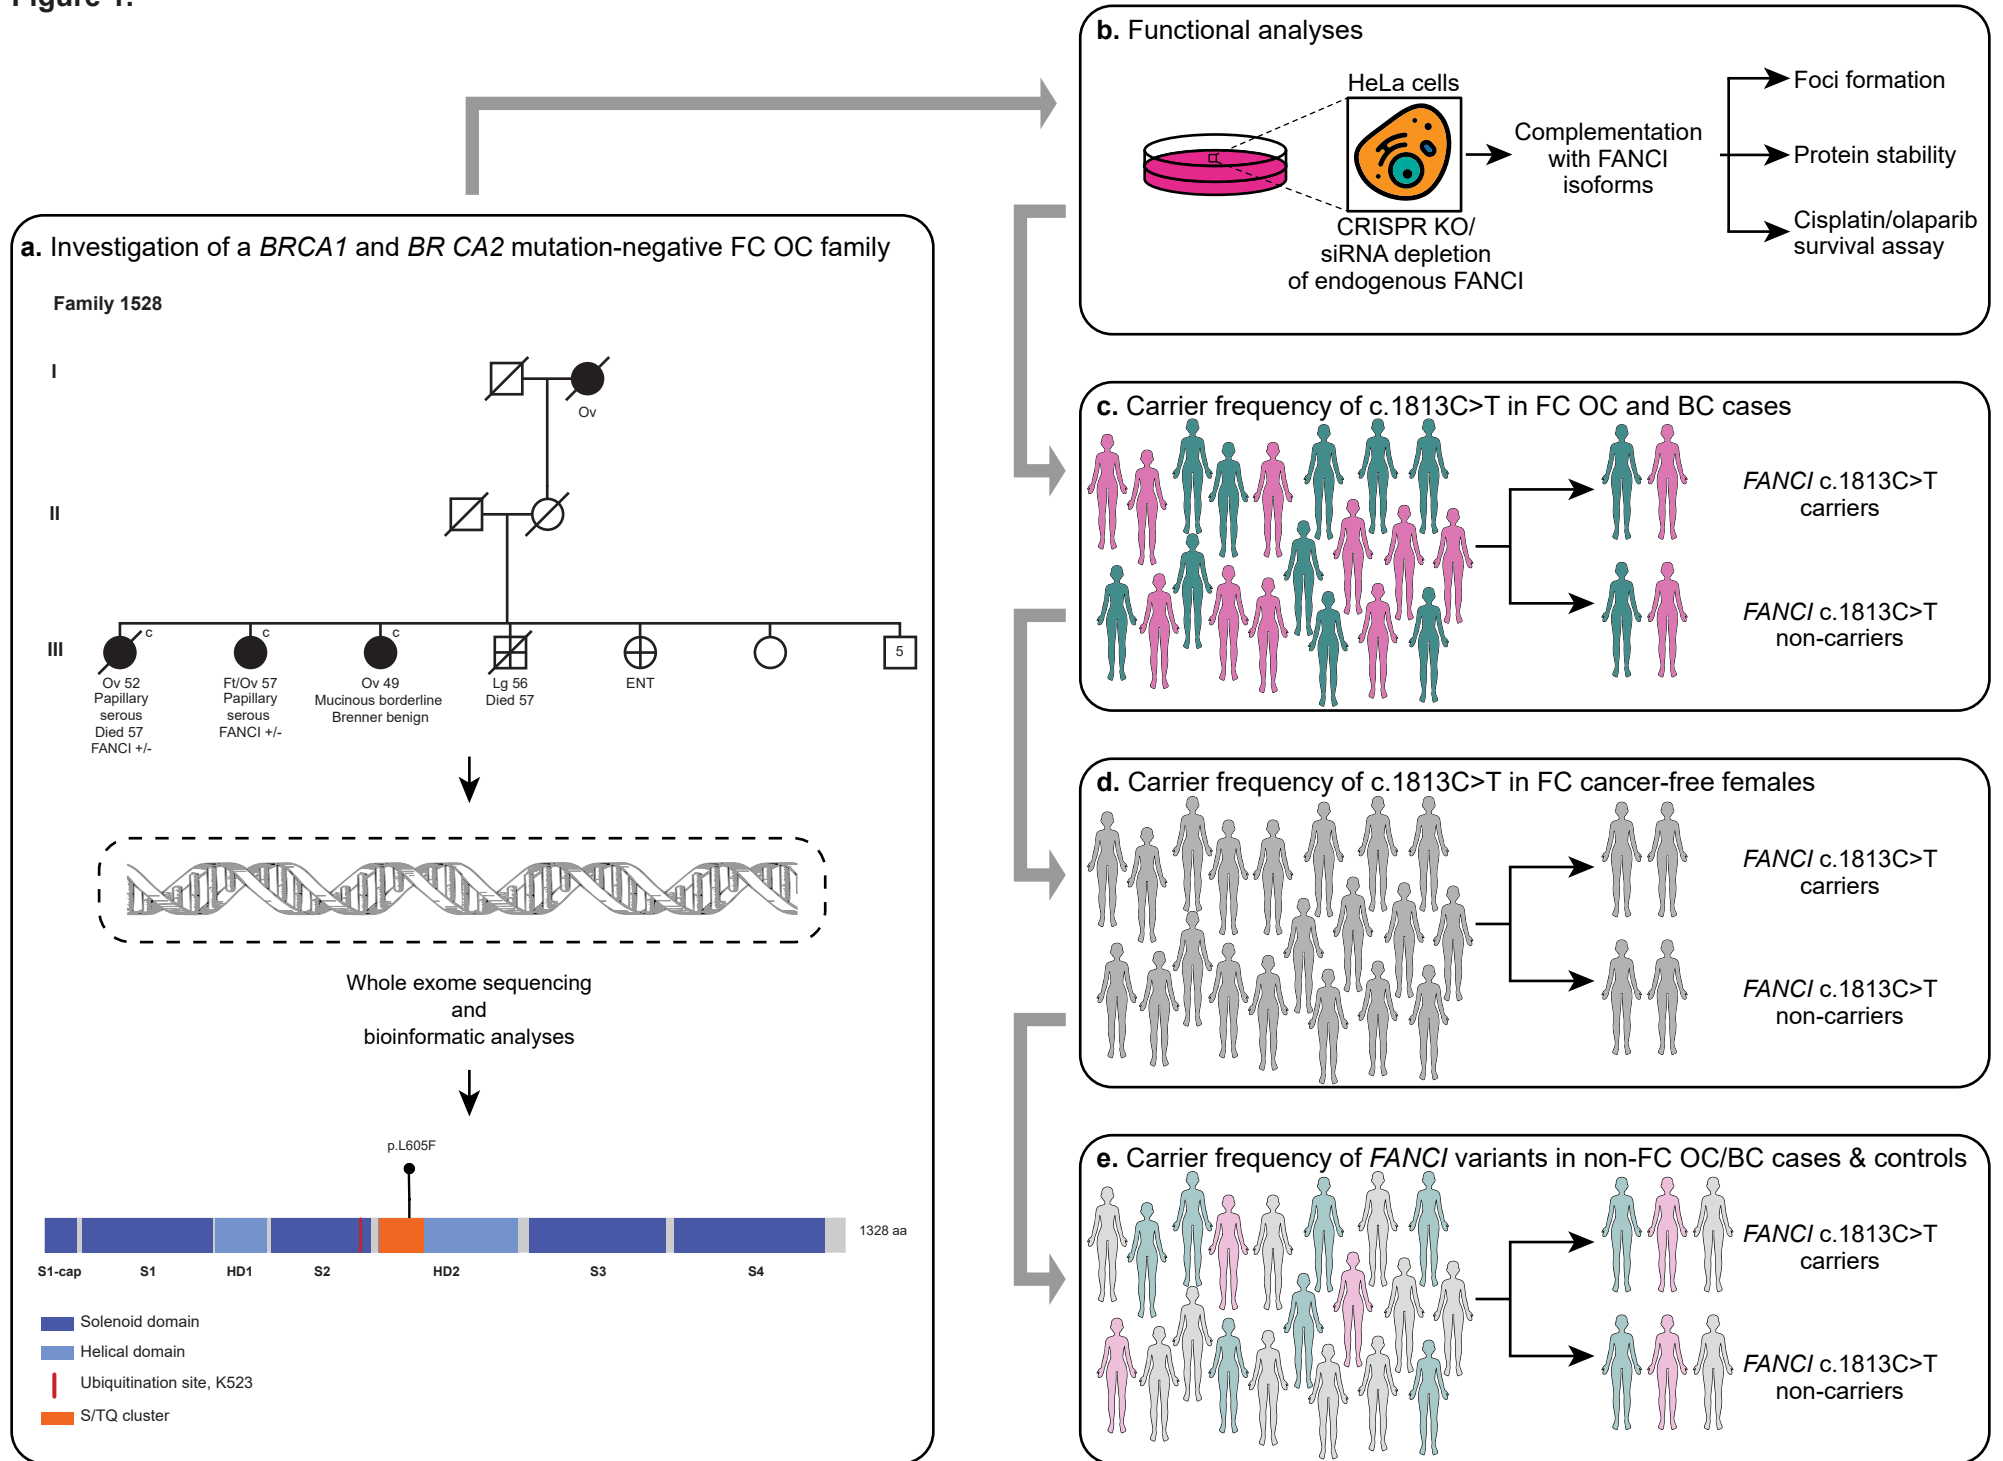 Figure 1.
a. Investigation of a BRCA1 and BR CA2 mutation-negative FC OC family
Family 1528
I
Ov
II
III
c
c
c
5
Ov 52
Papillary
serous
Died 57
FANCI +/-
Ft/Ov 57
Papillary
serous
FANCI +/-
Ov 49
Mucinous borderline
Brenner benign
Lg 56
Died 57
ENT
Whole exome sequencing
and
bioinformatic analyses
p.L605F
1328 aa
S1-cap
S1
HD1
S2
HD2
S3
S4
Solenoid domain
Helical domain
Ubiquitination site, K523
S/TQ cluster
b. Functional analyses
HeLa cells
CRISPR KO/
siRNA depletion
of endogenous FANCI
Complementation
with FANCI
isoforms
Foci formation
Protein stability
Cisplatin/olaparib
survival assay
c. Carrier frequency of c.1813C>T in FC OC and BC cases
FANCI c.1813C>T
carriers
FANCI c.1813C>T
non-carriers
d. Carrier frequency of c.1813C>T in FC cancer-free females
FANCI c.1813C>T
carriers
FANCI c.1813C>T
non-carriers
e. Carrier frequency of FANCI variants in non-FC OC/BC cases & controls
FANCI c.1813C>T
carriers
FANCI c.1813C>T
non-carriers